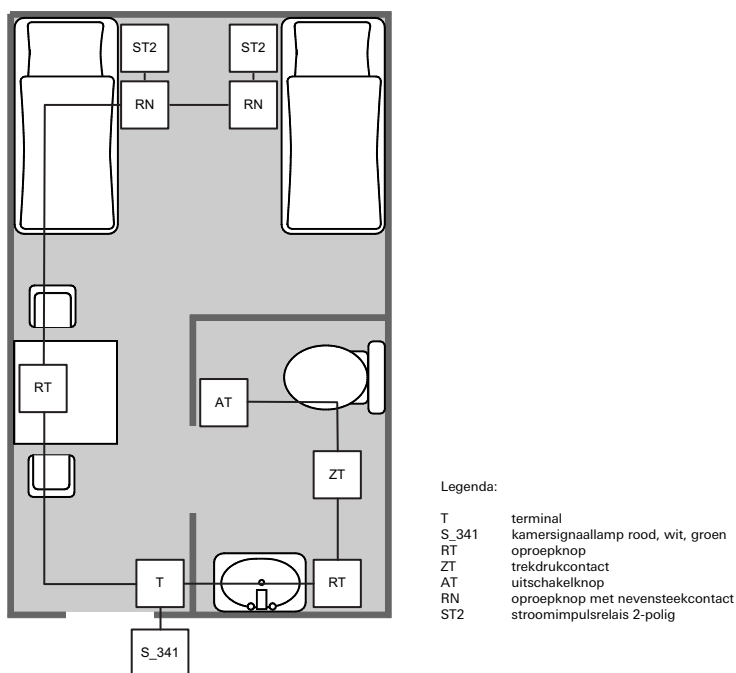 ST2
ST2
RN
RN
RT
AT
ZT
T
RT
S_341
Legenda:
T terminal
S_341 kamersignaallamp rood, wit, groen
RT oproepknop
ZT trekdrukcontact
AT uitschakelknop
RN oproepknop met nevensteekcontact
ST2 stroomimpulsrelais 2-polig